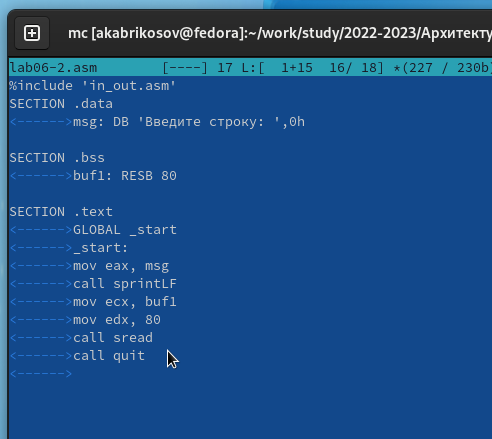 mc [akabrikosov@fedora]:~/work/study/2022-2023/Архитекту
lab06-2.asm [----] 17 L:[ 1+15 16/ 18] *(227 / 230b)
%include 'in_out.asm'
SECTION .data
<------>msg: DB 'Введите строку: ',0h
SECTION .bss
<------>buf1: RESB 80
SECTION .text
<------>GLOBAL _start
<------>_start:
<------>mov eax, msg
<------>call sprintLF
<------>mov ecx, buf1
<------>mov edx, 80
<------>call sread
<------>call quit
<------>